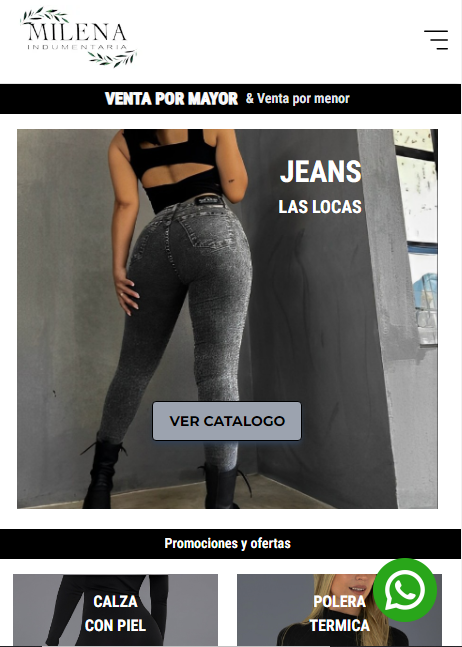 MILENA
INDUMENTARIA
VENTA POR MAYOR & Venta por menor
JEANS
LAS LOCAS
VER CATALOGO
Promociones y ofertas
CALZA
CON PIEL
POLERA
TERMICA